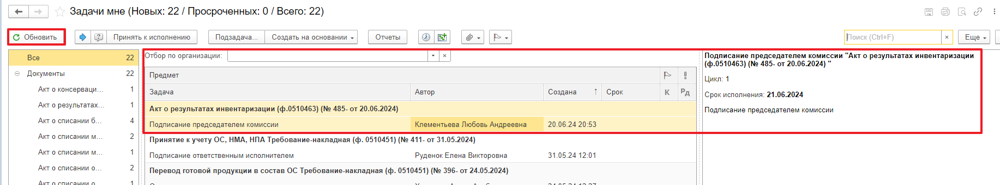 Задачи мне (Новых: 22 / Просроченных: 0 / Всего: 22)
Обновить
Принять к исполнению
Подзадача...
Создать на основании
Отчеты
Поиск (Ctrl+F)
×
Еще
Все 22
Документы 22
Акт о консерваци... 1
Акт о результатах... 1
Акт о списании б... 4
Акт о списании м... 2
Акт о списании м... 1
Акт о списании о... 2
Акт о списании о... 1
Отбор по организации:
×
Предмет
Задача Автор Создана ↑ Срок К Рд
Акт о результатах инвентаризации (ф.0510463) (№ 485- от 20.06.2024)
Подписание председателем комиссии Клементьева Любовь Андреевна 20.06.24 20:53
Принятие к учету ОС, НМА, НПА Требование-накладная (ф. 0510451) (№ 411- от 31.05.2024)
Подписание ответственным исполнителем Руденок Елена Викторовна 31.05.24 12:01
Перевод готовой продукции в состав ОС Требование-накладная (ф. 0510451) (№ 396- от 24.05.2024)
Подписание председателем комиссии "Акт о результатах инвентаризации
(ф.0510463) (№ 485- от 20.06.2024) "
Цикл: 1
Срок исполнения: 21.06.2024
Подписание председателем комиссии